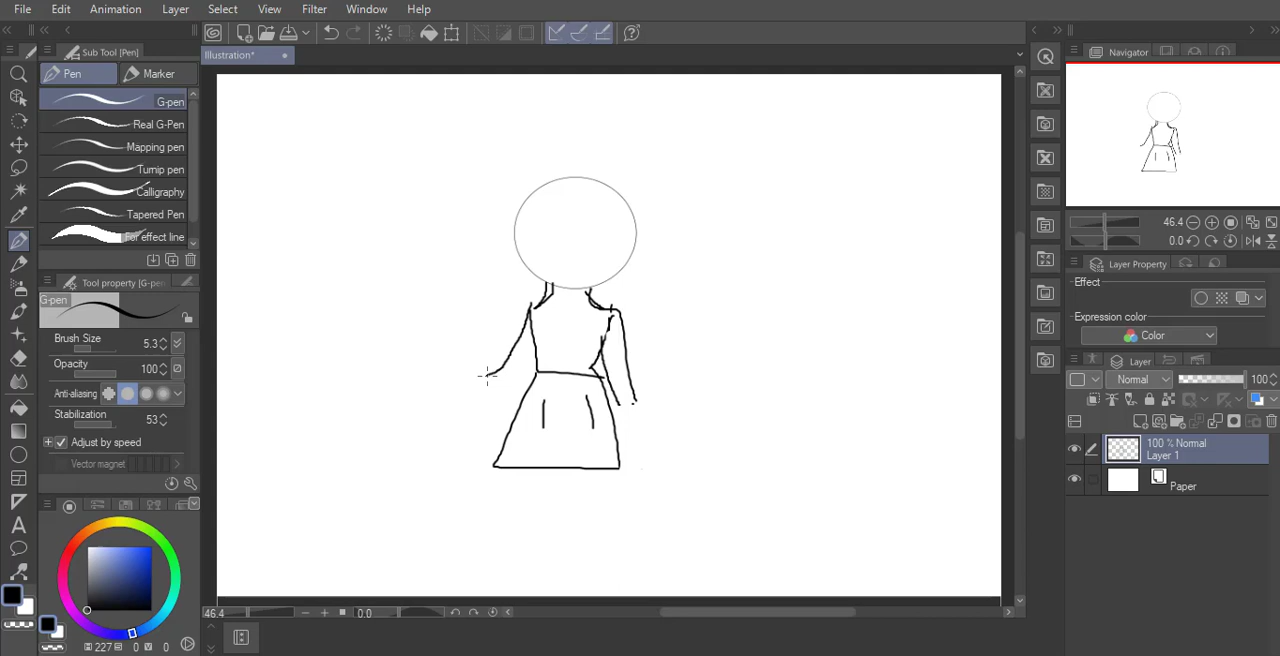 File Edit Animation Layer Select View Filter Window Help
Sub Tool [Pen]
Illustration*
Navigator
Pen Marker
G-pen
Real G-Pen
Mapping pen
Turnip pen
Calligraphy
Tapered Pen
For effect line
46.4
0.0
Tool property [G-pen
Layer Property
G-pen
Effect
Expression color
Color
Brush Size 5.3
Opacity 100
Anti-aliasing
Stabilization 53
Adjust by speed
Vector magnet
Layer
Normal 100
100 % Normal
Layer 1
Paper
A
46.4 0.0
H 227 S 0 V 0